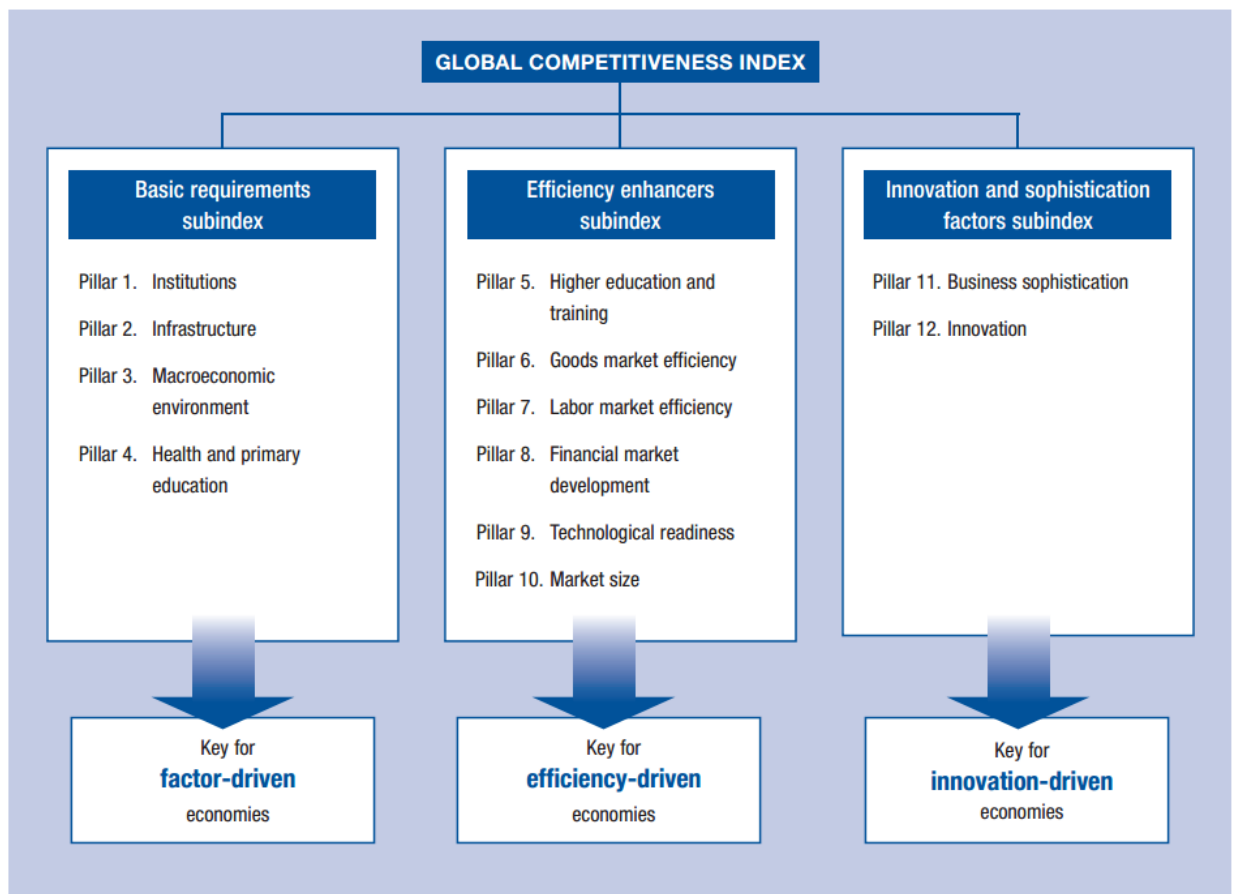 GLOBAL COMPETITIVENESS INDEX
Basic requirements
subindex
Pillar 1. Institutions
Pillar 2. Infrastructure
Pillar 3. Macroeconomic
environment
Pillar 4. Health and primary
education
Key for
factor-driven
economies
Efficiency enhancers
subindex
Pillar 5. Higher education and
training
Pillar 6. Goods market efficiency
Pillar 7. Labor market efficiency
Pillar 8. Financial market
development
Pillar 9. Technological readiness
Pillar 10. Market size
Key for
efficiency-driven
economies
Innovation and sophistication
factors subindex
Pillar 11. Business sophistication
Pillar 12. Innovation
Key for
innovation-driven
economies